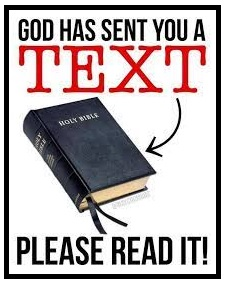 GOD HAS SENT YOU A
TEXT
HOLY BIBLE
PLEASE READ IT!